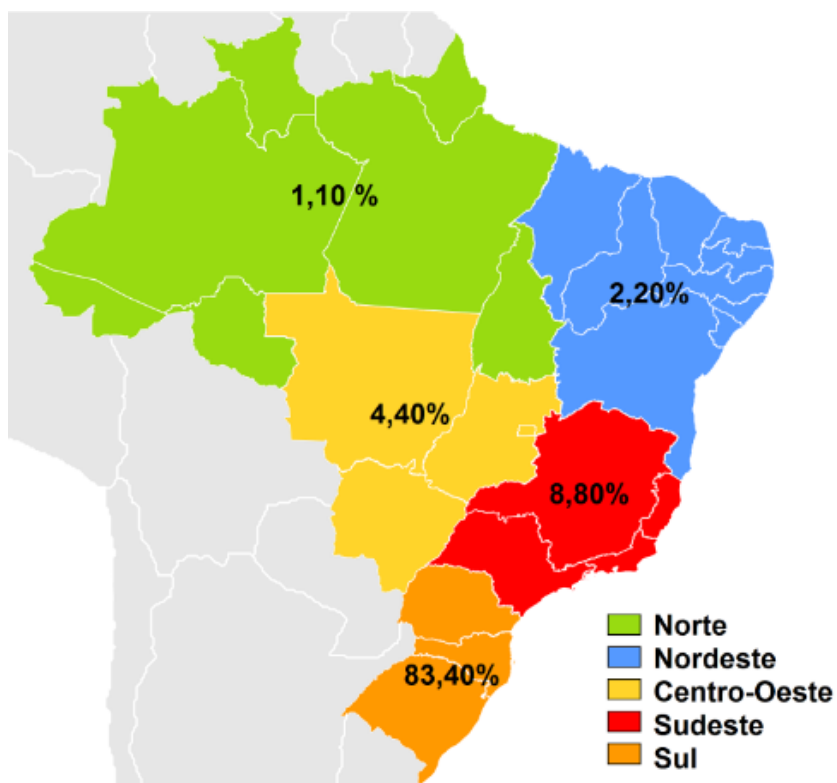 1,10 %
2,20%
4,40%
8,80%
83,40%
Norte
Nordeste
Centro-Oeste
Sudeste
Sul